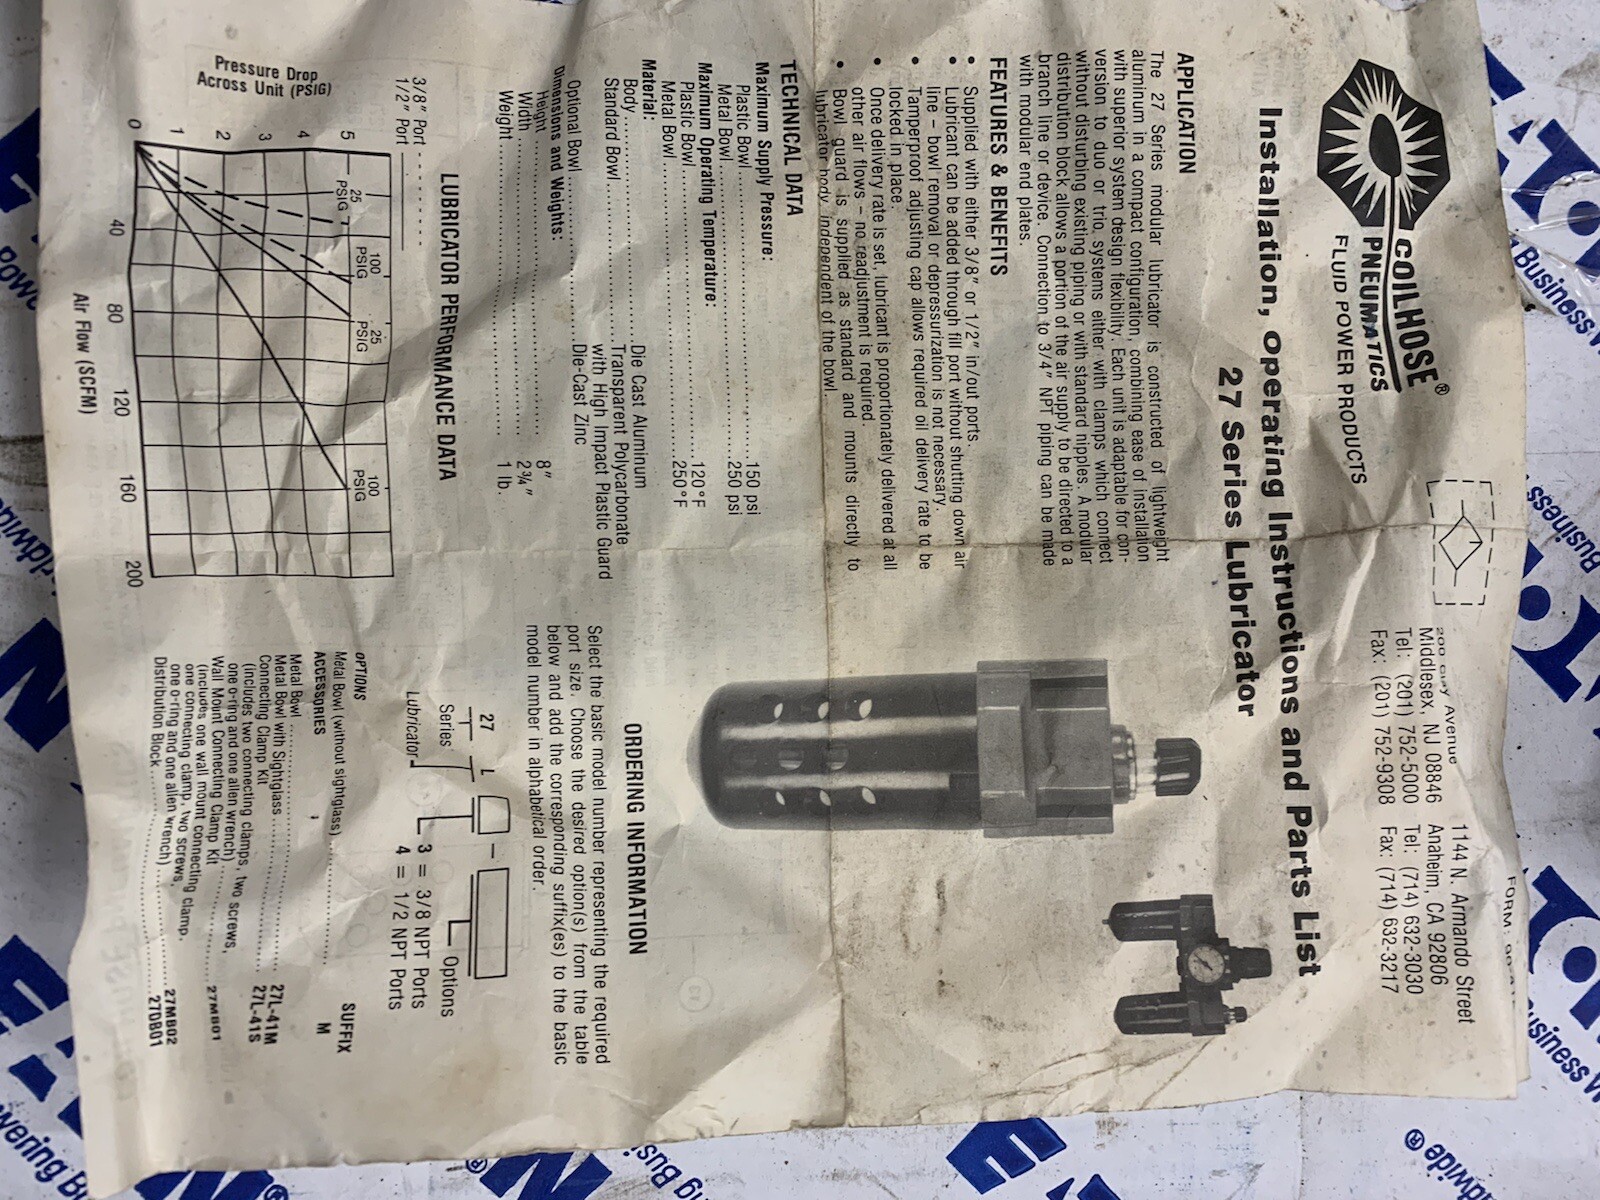 COILHOSE®
PNEUMATICS
FLUID POWER PRODUCTS
200 Clay Avenue
Middlesex, NJ 08846
Tel: (201) 752-5000
Fax: (201) 752-9308
1144 N. Armando Street
Anaheim, CA 92806
Tel: (714) 632-3030
Fax: (714) 632-3217
FORM:
Installation, Operating Instructions and Parts List
27 Series Lubricator
APPLICATION
The 27 Series modular lubricator is constructed of lightweight
aluminum in a compact configuration, combining ease of installation
with superior system design flexibility. Each unit is adaptable for con-
version to duo or trio, systems either with clamps which connect
without disturbing existing piping or with standard nipples. A modular
distribution block allows a portion of the air supply to be directed to a
branch line or device. Connection to 3/4" NPT piping can be made
with modular end plates.
FEATURES & BENEFITS
• Supplied with either 3/8" or 1/2" in/out ports.
• Lubricant can be added through fill port without shutting down air
line – bowl removal or depressurization is not necessary.
• Tamperproof adjusting cap allows required oil delivery rate to be
locked in place.
• Once delivery rate is set, lubricant is proportionately delivered at all
other air flows – no readjustment is required.
• Bowl guard is supplied as standard and mounts directly to
lubricator body, independent of the bowl.
TECHNICAL DATA
Maximum Supply Pressure:
Plastic Bowl..................150 psi
Metal Bowl..................250 psi
Maximum Operating Temperature:
Plastic Bowl..................120°F
Metal Bowl..................250°F
Material:
Body..................Die Cast Aluminum
Standard Bowl..................Transparent Polycarbonate
with High Impact Plastic Guard
Optional Bowl..................Die-Cast Zinc
Dimensions and Weights:
Height..................8"
Width..................2¾"
Weight..................1 lb.
LUBRICATOR PERFORMANCE DATA
3/8" Port - - - - - -
1/2" Port
Pressure Drop
Across Unit (PSIG)
5
4
3
2
1
0
25
PSIG
100
PSIG
25
PSIG
100
PSIG
40
80
120
160
200
Air Flow (SCFM)
ORDERING INFORMATION
Select the basic model number representing the required
port size. Choose the desired option(s) from the table
below and add the corresponding suffix(es) to the basic
model number in alphabetical order.
27 L –
Series
Lubricator
Options
3 = 3/8 NPT Ports
4 = 1/2 NPT Ports
OPTIONS
SUFFIX
Metal Bowl (without sightglass)
M
ACCESSORIES
Metal Bowl..................27L-41M
Metal Bowl with Sightglass..................27L-41S
Connecting Clamp Kit
(includes two connecting clamps, two screws,
one o-ring and one allen wrench)..................27MB01
Wall Mount Connecting Clamp Kit
(includes one wall mount connecting clamp,
one connecting clamp, two screws,
one o-ring and one allen wrench)..................27MB02
Distribution Block..................27DB01